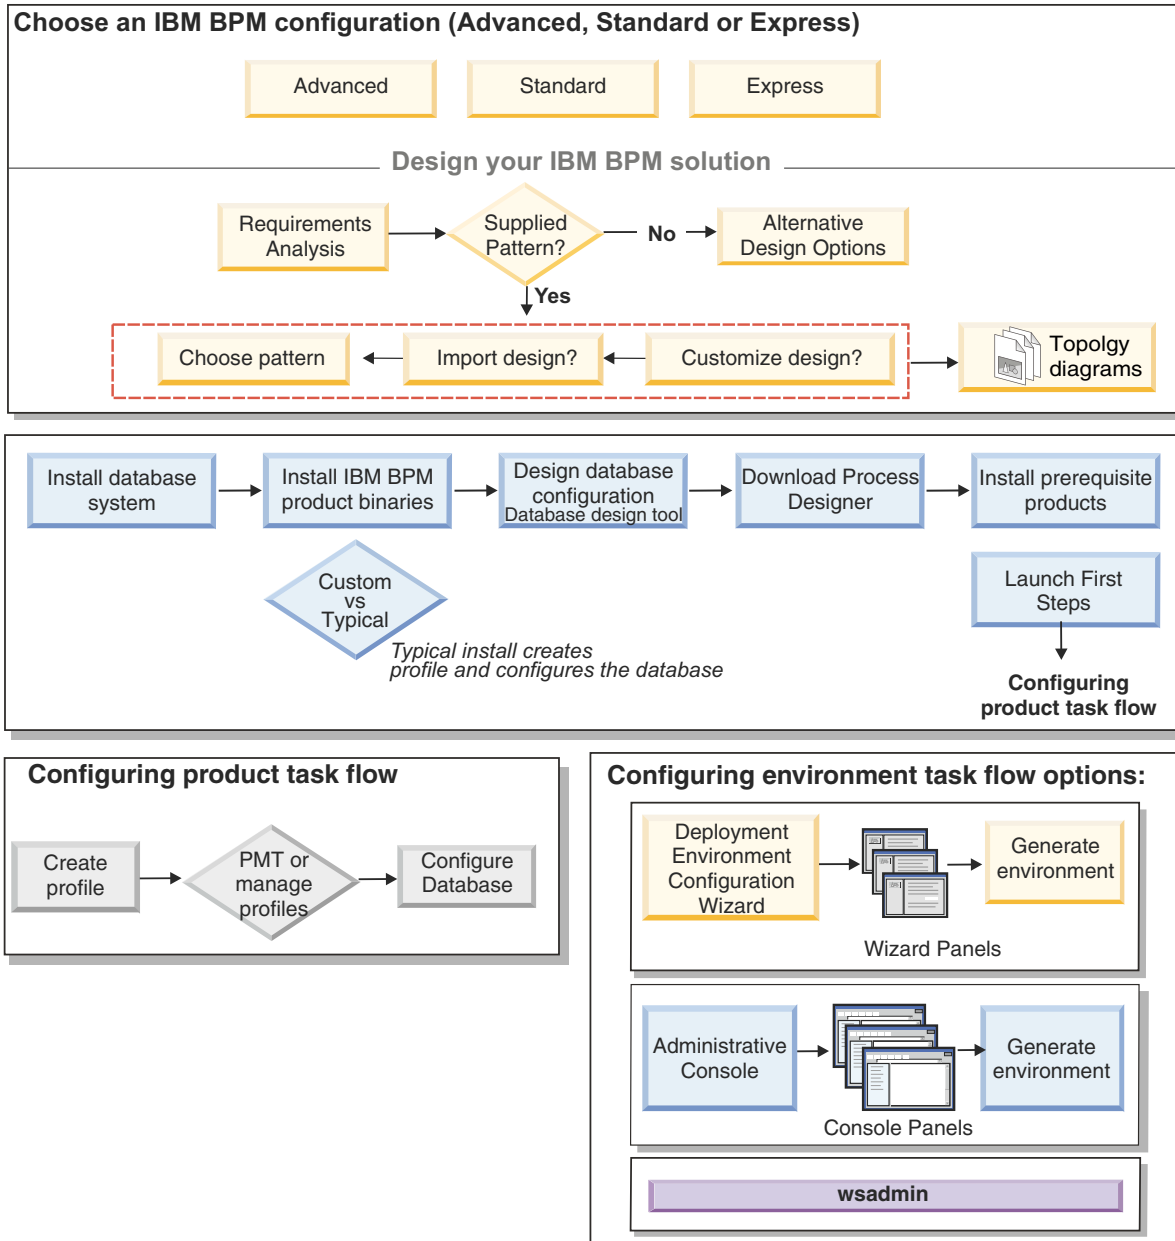 Choose an IBM BPM configuration (Advanced, Standard or Express)
Advanced
Standard
Express
Design your IBM BPM solution
Requirements
Analysis
Supplied
Pattern?
No
Alternative
Design Options
Yes
Choose pattern
Import design?
Customize design?
Topolgy
diagrams
Install database
system
Install IBM BPM
product binaries
Design database
configuration
Database design tool
Download Process
Designer
Install prerequisite
products
Custom
vs
Typical
Typical install creates
profile and configures the database
Launch First
Steps
Configuring
product task flow
Configuring product task flow
Create
profile
PMT or
manage
profiles
Configure
Database
Configuring environment task flow options:
Deployment
Environment
Configuration
Wizard
Wizard Panels
Generate
environment
Administrative
Console
Console Panels
Generate
environment
wsadmin